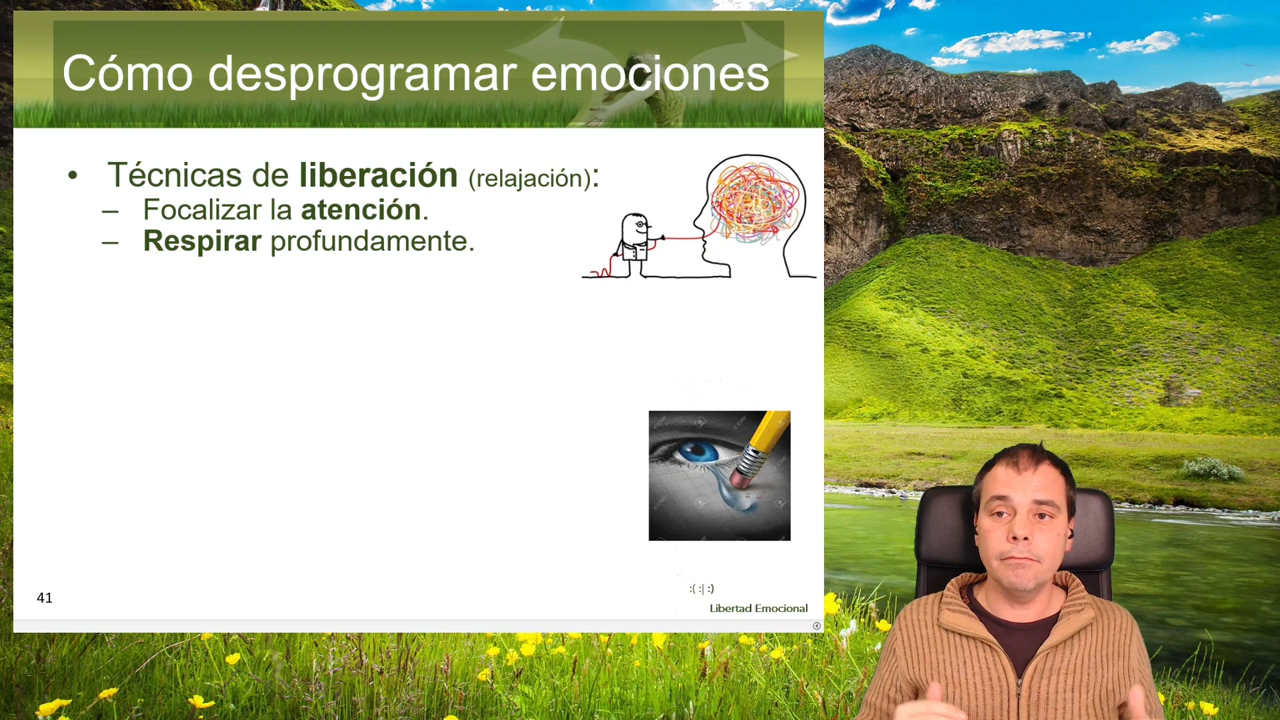 Cómo desprogramar emociones
• Técnicas de liberación (relajación):
– Focalizar la atención.
– Respirar profundamente.
41
:( :| :)
Libertad Emocional